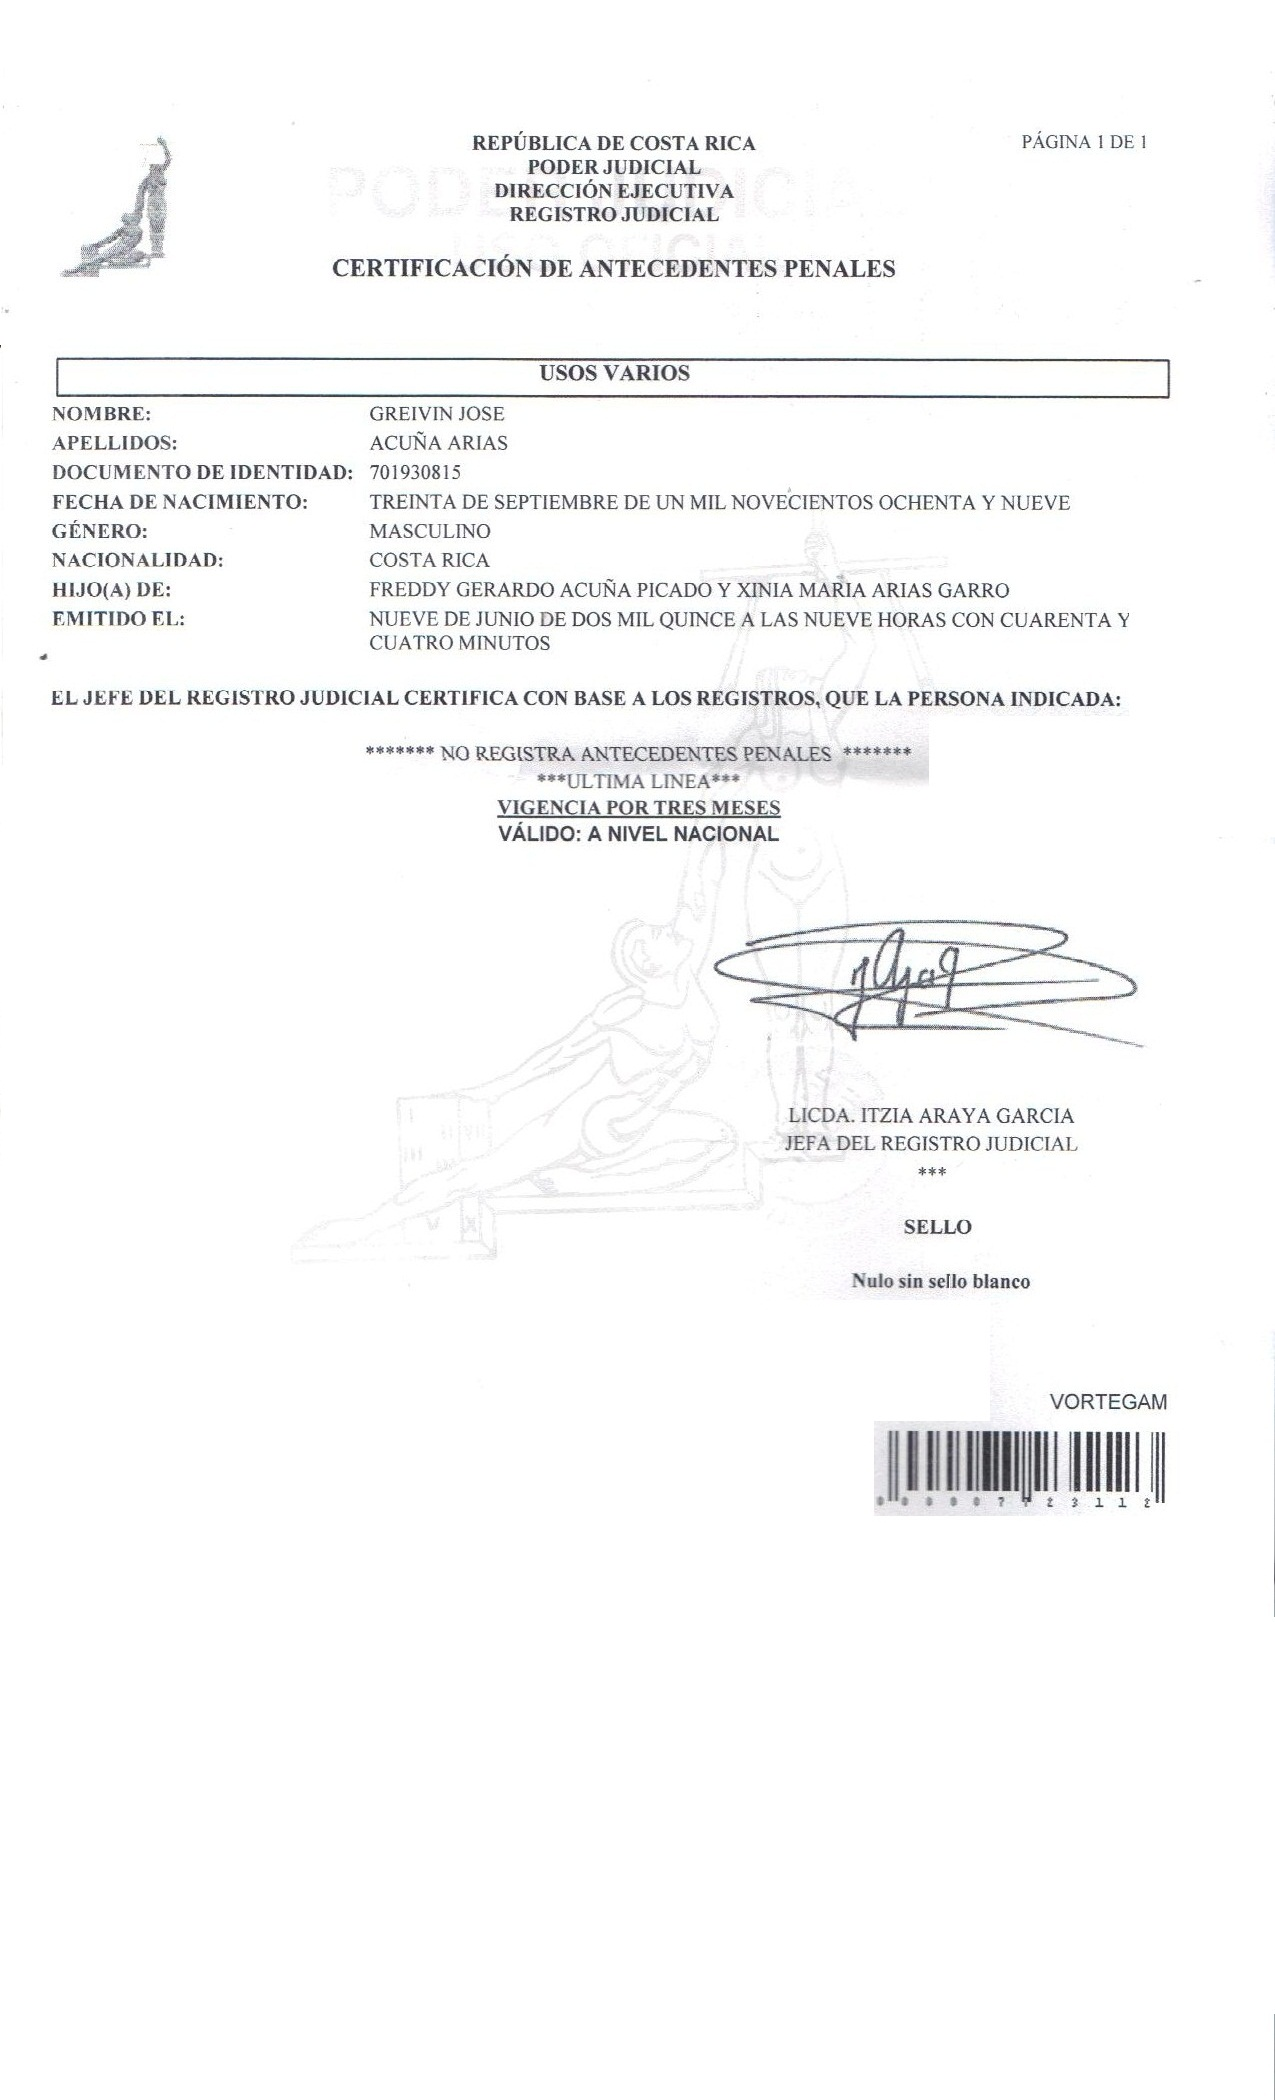 REPÚBLICA DE COSTA RICA
PÁGINA 1 DE 1
PODER JUDICIAL
DIRECCIÓN EJECUTIVA
REGISTRO JUDICIAL
PODER JUDICIAL
USO OFICIAL
CERTIFICACIÓN DE ANTECEDENTES PENALES
USOS VARIOS
NOMBRE: GREIVIN JOSE
APELLIDOS: ACUÑA ARIAS
DOCUMENTO DE IDENTIDAD: 701930815
FECHA DE NACIMIENTO: TREINTA DE SEPTIEMBRE DE UN MIL NOVECIENTOS OCHENTA Y NUEVE
GÉNERO: MASCULINO
NACIONALIDAD: COSTA RICA
HIJO(A) DE: FREDDY GERARDO ACUÑA PICADO Y XINIA MARIA ARIAS GARRO
EMITIDO EL: NUEVE DE JUNIO DE DOS MIL QUINCE A LAS NUEVE HORAS CON CUARENTA Y
CUATRO MINUTOS
EL JEFE DEL REGISTRO JUDICIAL CERTIFICA CON BASE A LOS REGISTROS, QUE LA PERSONA INDICADA:
******* NO REGISTRA ANTECEDENTES PENALES *******
***ULTIMA LINEA***
VIGENCIA POR TRES MESES
VÁLIDO: A NIVEL NACIONAL
LICDA. ITZIA ARAYA GARCIA
JEFA DEL REGISTRO JUDICIAL
***
SELLO
Nulo sin sello blanco
VORTEGAM